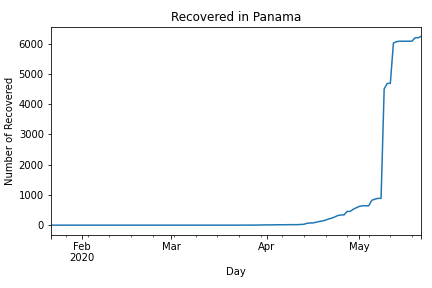 Recovered in Panama
Number of Recovered
6000
5000
4000
3000
2000
1000
0
Feb
2020
Mar
Apr
May
Day